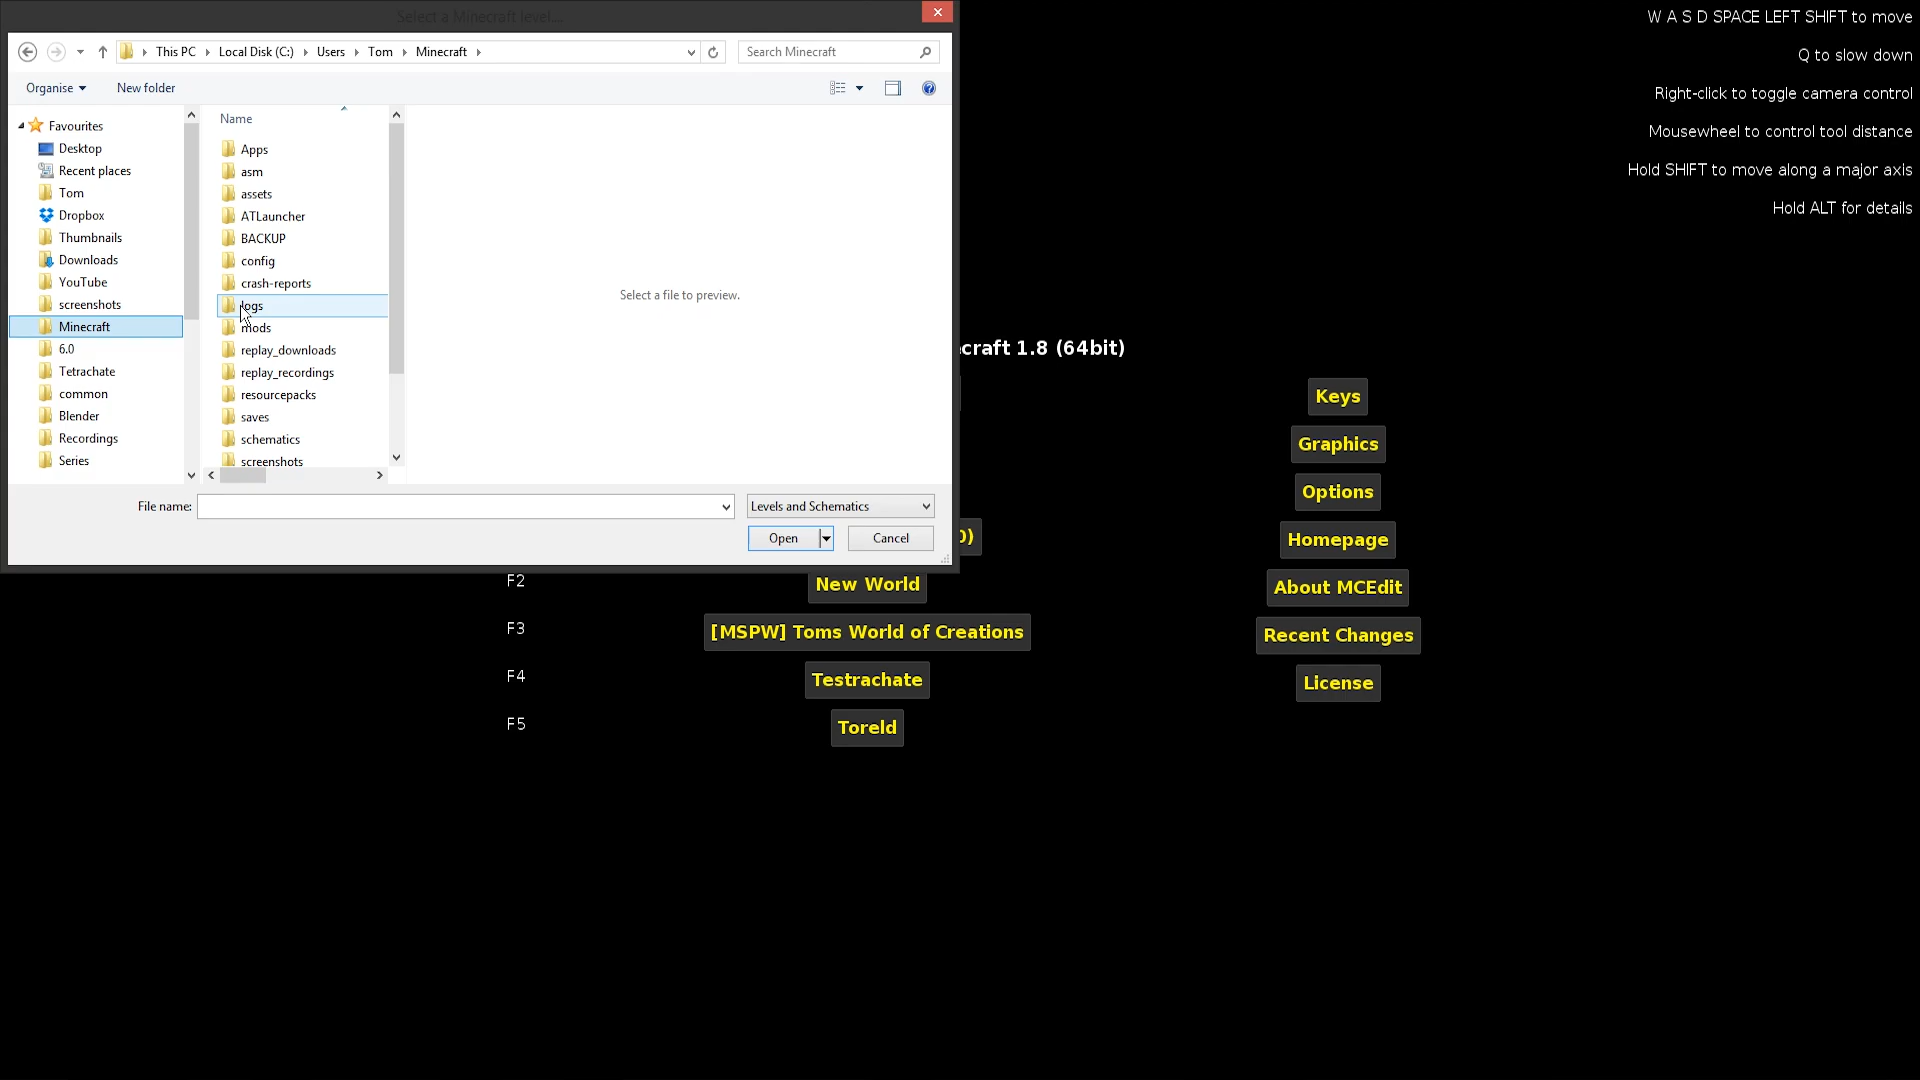 Select a Minecraft level....
This PC Local Disk (C:) Users Tom Minecraft
Search Minecraft
Organise
New folder
Favourites
Desktop
Recent places
Tom
Dropbox
Thumbnails
Downloads
YouTube
screenshots
Minecraft
6.0
Tetrachate
common
Blender
Recordings
Series
Name
Apps
asm
assets
ATLauncher
BACKUP
config
crash-reports
logs
mods
replay_downloads
replay_recordings
resourcepacks
saves
schematics
screenshots
Select a file to preview.
File name:
Levels and Schematics
Open
Cancel
W A S D SPACE LEFT SHIFT to move
Q to slow down
Right-click to toggle camera control
Mousewheel to control tool distance
Hold SHIFT to move along a major axis
Hold ALT for details
craft 1.8 (64bit)
0)
F2 New World
F3 [MSPW] Toms World of Creations
F4 Testrachate
F5 Toreld
Keys
Graphics
Options
Homepage
About MCEdit
Recent Changes
License